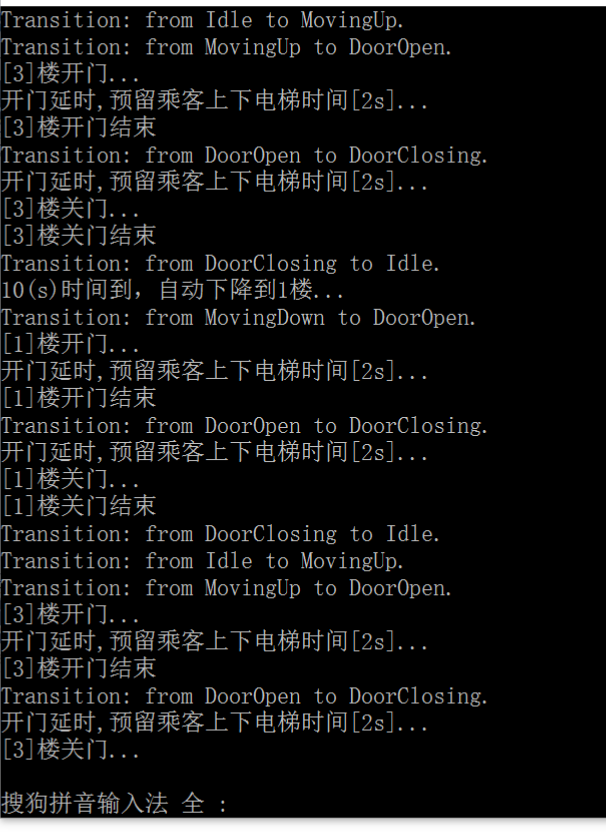 Transition: from Idle to MovingUp.
Transition: from MovingUp to DoorOpen.
[3]楼开门...
开门延时,预留乘客上下电梯时间[2s]...
[3]楼开门结束
Transition: from DoorOpen to DoorClosing.
开门延时,预留乘客上下电梯时间[2s]...
[3]楼关门...
[3]楼关门结束
Transition: from DoorClosing to Idle.
10(s)时间到，自动下降到1楼...
Transition: from MovingDown to DoorOpen.
[1]楼开门...
开门延时,预留乘客上下电梯时间[2s]...
[1]楼开门结束
Transition: from DoorOpen to DoorClosing.
开门延时,预留乘客上下电梯时间[2s]...
[1]楼关门...
[1]楼关门结束
Transition: from DoorClosing to Idle.
Transition: from Idle to MovingUp.
Transition: from MovingUp to DoorOpen.
[3]楼开门...
开门延时,预留乘客上下电梯时间[2s]...
[3]楼开门结束
Transition: from DoorOpen to DoorClosing.
开门延时,预留乘客上下电梯时间[2s]...
[3]楼关门...
搜狗拼音输入法 全 :